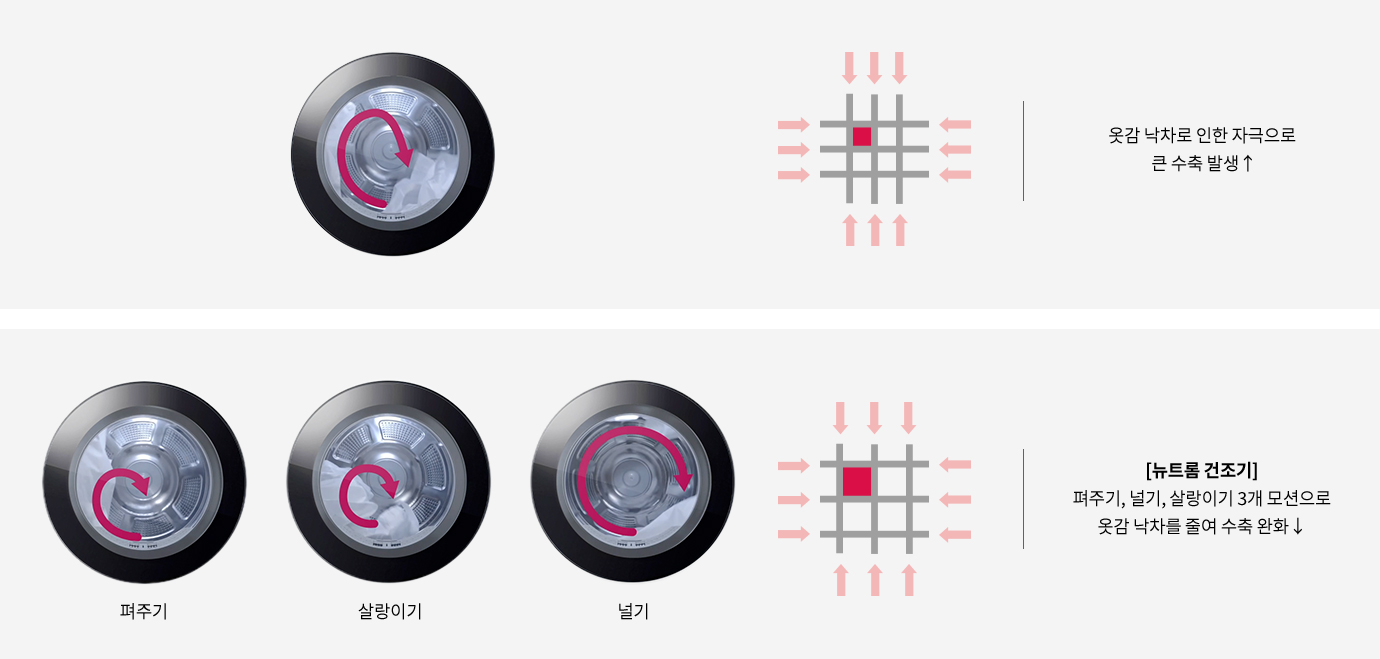 옷감 낙차로 인한 자극으로
큰 수축 발생↑
펴주기
살랑이기
널기
[뉴트롬 건조기]
펴주기, 널기, 살랑이기 3개 모션으로
옷감 낙차를 줄여 수축 완화↓